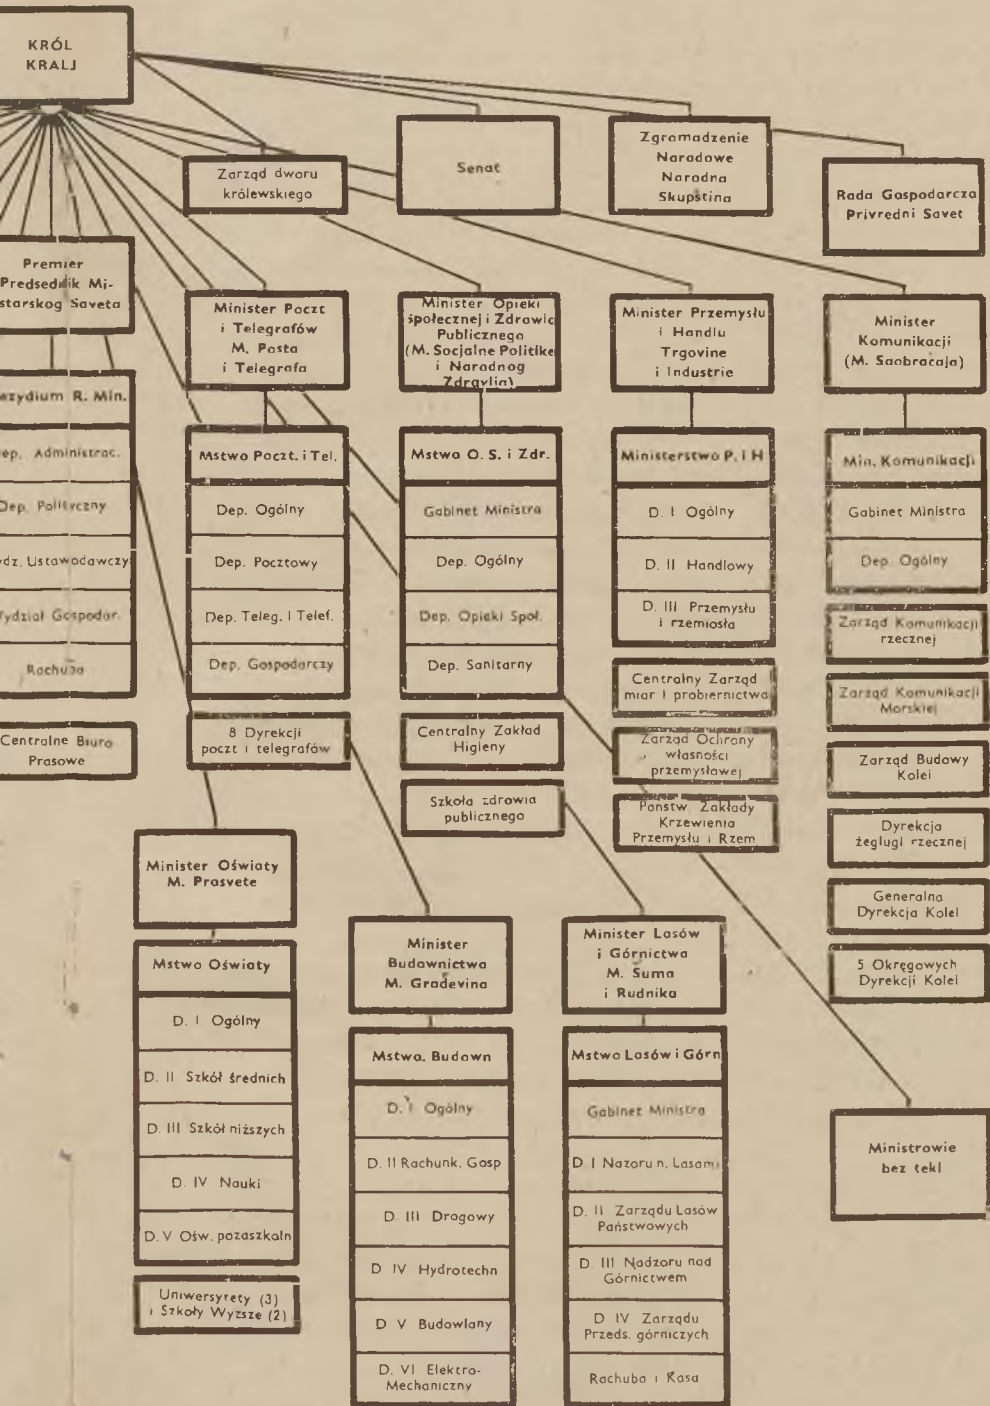 KRÓL
KRALJ
Zarząd dworu
królewskiego
Senat
Zgromadzenie
Narodowe
Narodna
Skupština
Rada Gospodarcza
Privredni Savet
Premier
Predsednik Mi-
starskog Saveta
R. Min.
Administrac.
Dep. Polityczny
Ustawodawczy
Gospodar.
Rachuba
Centralne Biuro
Prasowe
Minister Poczt
i Telegrafów
M. Posta
i Telegrafa
Mstwo Poczt. i Tel.
Dep. Ogólny
Dep. Pocztowy
Dep. Teleg. i Telef.
Dep. Gospodarczy
8 Dyrekcji
poczt i telegrafów
Minister Opieki
społecznej i Zdrowia
Publicznego
(M. Socjalne Politike
i Narodnog
Zdravlia)
Mstwo O. S. i Zdr.
Gabinet Ministra
Dep. Ogólny
Dep. Opieki Społ.
Dep. Sanitarny
Centralny Zakład
Higieny
Szkoła zdrowia
publicznego
Minister Przemysłu
i Handlu
Trgovine
i Industrie
Ministerstwo P. i H
D. I Ogólny
D. II Handlowy
D. III Przemysłu
i rzemiosła
Centralny Zarząd
miar i probiernictwa
Zarząd Ochrony
własności
przemysławej
Państw. Zakłady
Krzewienia
Przemysłu i Rzem
Minister
Komunikacji
(M. Saobraćaja)
Min. Komunikacji
Gabinet Ministra
Dep. Ogólny
Zarząd Komunikacji
rzecznej
Zarząd Komunikacji
Morskiej
Zarząd Budowy
Kolei
Dyrekcja
żeglugi rzecznej
Generalna
Dyrekcja Kolei
5 Okręgowych
Dyrekcji Kolei
Minister Oświaty
M. Prosvete
Mstwo Oświaty
D. I Ogólny
D. II Szkół średnich
D. III Szkół niższych
D. IV Nauki
D. V Ośw. pozaszkoln
Uniwersytety (3)
i Szkoły Wyższe (2)
Minister
Budownictwa
M. Građevina
Mstwo. Budown
D. I Ogólny
D. II Rachunk. Gosp
D. III Drogowy
D IV Hydrotechn
D V Budowlany
D. VI Elektro-
Mechaniczny
Minister Lasów
i Górnictwa
M. Suma
i Rudnika
Mstwo Lasów i Górn
Gabinet Ministra
D I Nazoru n. Lasami
D. II Zarządu Lasów
Państwowych
D. III Nadzoru nad
Górnictwem
D IV Zarządu
Przeds. górniczych
Rachuba i Kasa
Ministrowie
bez teki